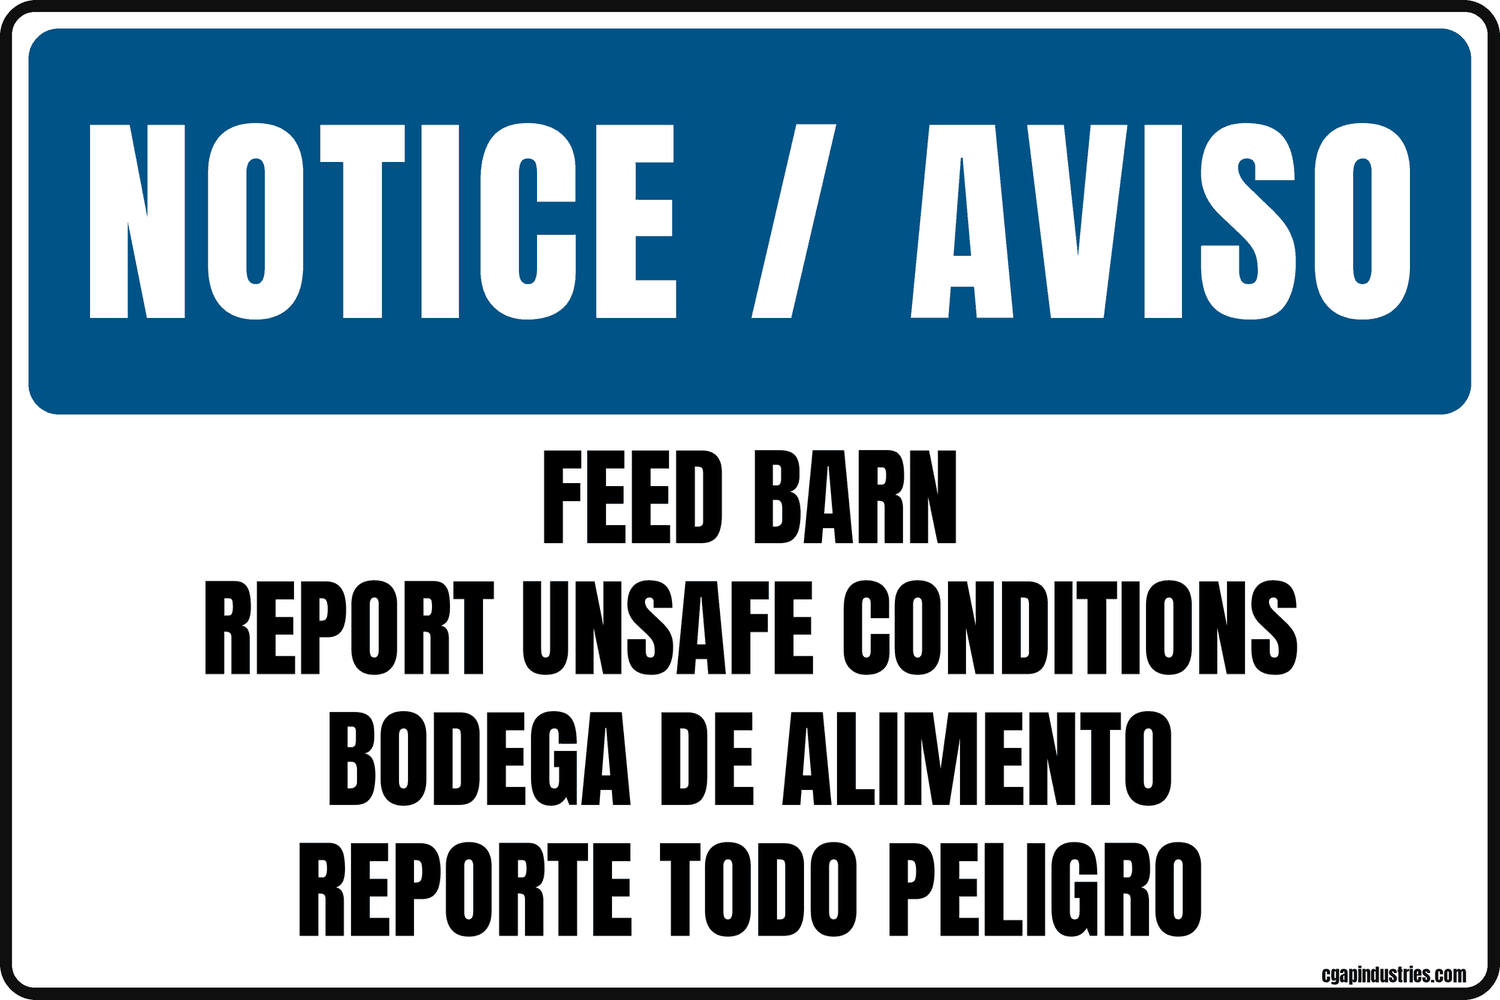 NOTICE / AVISO
FEED BARN
REPORT UNSAFE CONDITIONS
BODEGA DE ALIMENTO
REPORTE TODO PELIGRO
cgapindustries.com